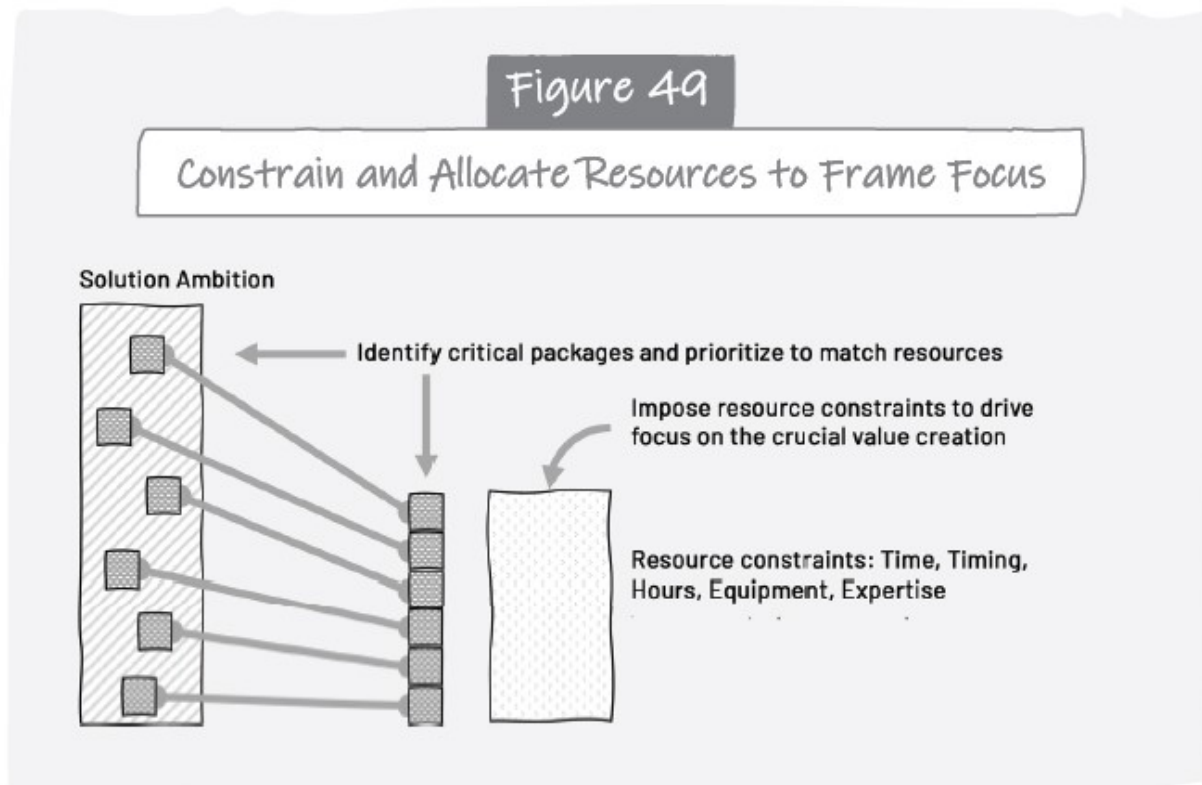 Figure 49
Constrain and Allocate Resources to Frame Focus
Solution Ambition
Identify critical packages and prioritize to match resources
Impose resource constraints to drive
focus on the crucial value creation
Resource constraints: Time, Timing,
Hours, Equipment, Expertise